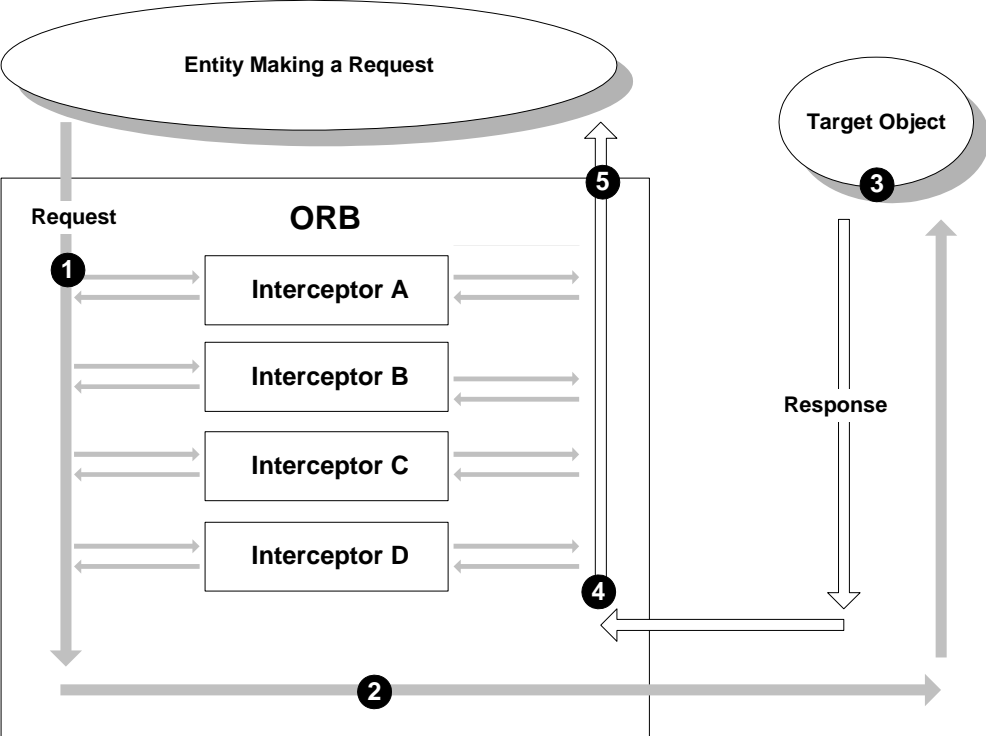 Entity Making a Request
Target Object
3
5
Request
ORB
1
Interceptor A
Interceptor B
Response
Interceptor C
Interceptor D
4
2